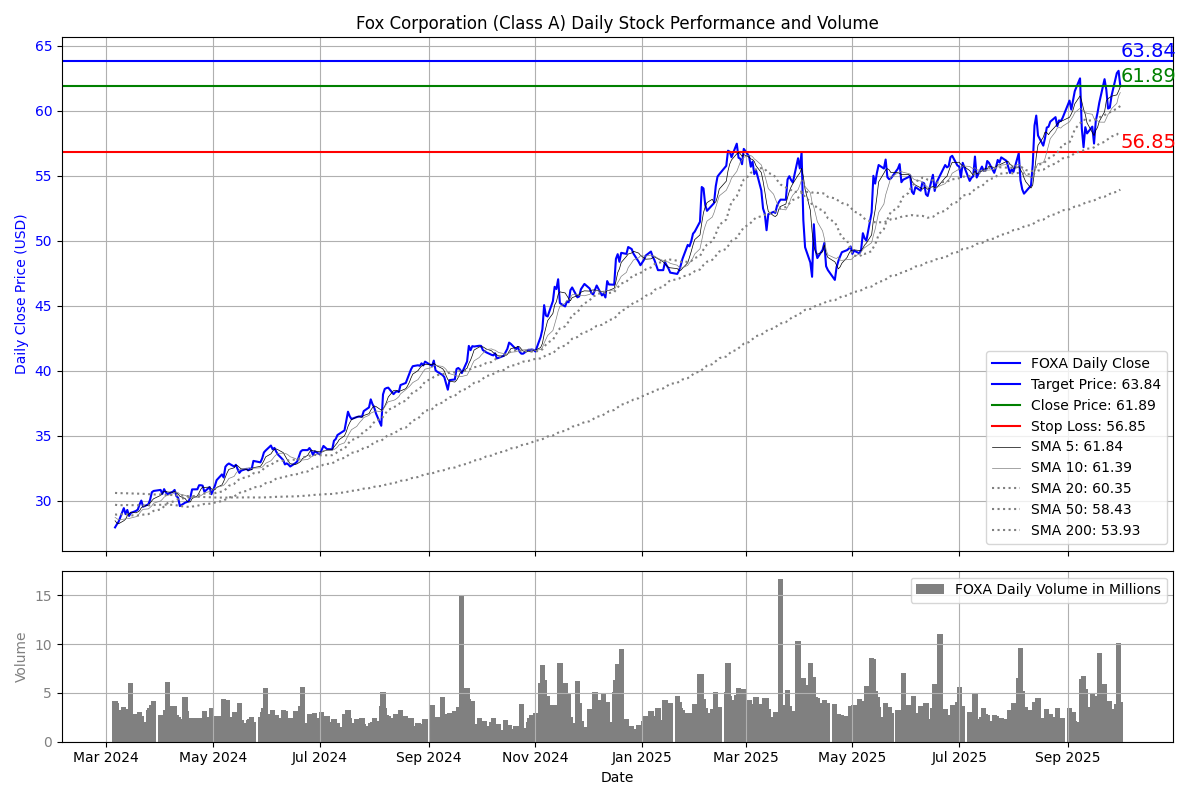 Fox Corporation (Class A) Daily Stock Performance and Volume
Daily Close Price (USD)
65
60
55
50
45
40
35
30
63.84
61.89
56.85
FOXA Daily Close
Target Price: 63.84
Close Price: 61.89
Stop Loss: 56.85
SMA 5: 61.84
SMA 10: 61.39
SMA 20: 60.35
SMA 50: 58.43
SMA 200: 53.93
Volume
15
10
5
0
FOXA Daily Volume in Millions
Mar 2024 May 2024 Jul 2024 Sep 2024 Nov 2024 Jan 2025 Mar 2025 May 2025 Jul 2025 Sep 2025
Date